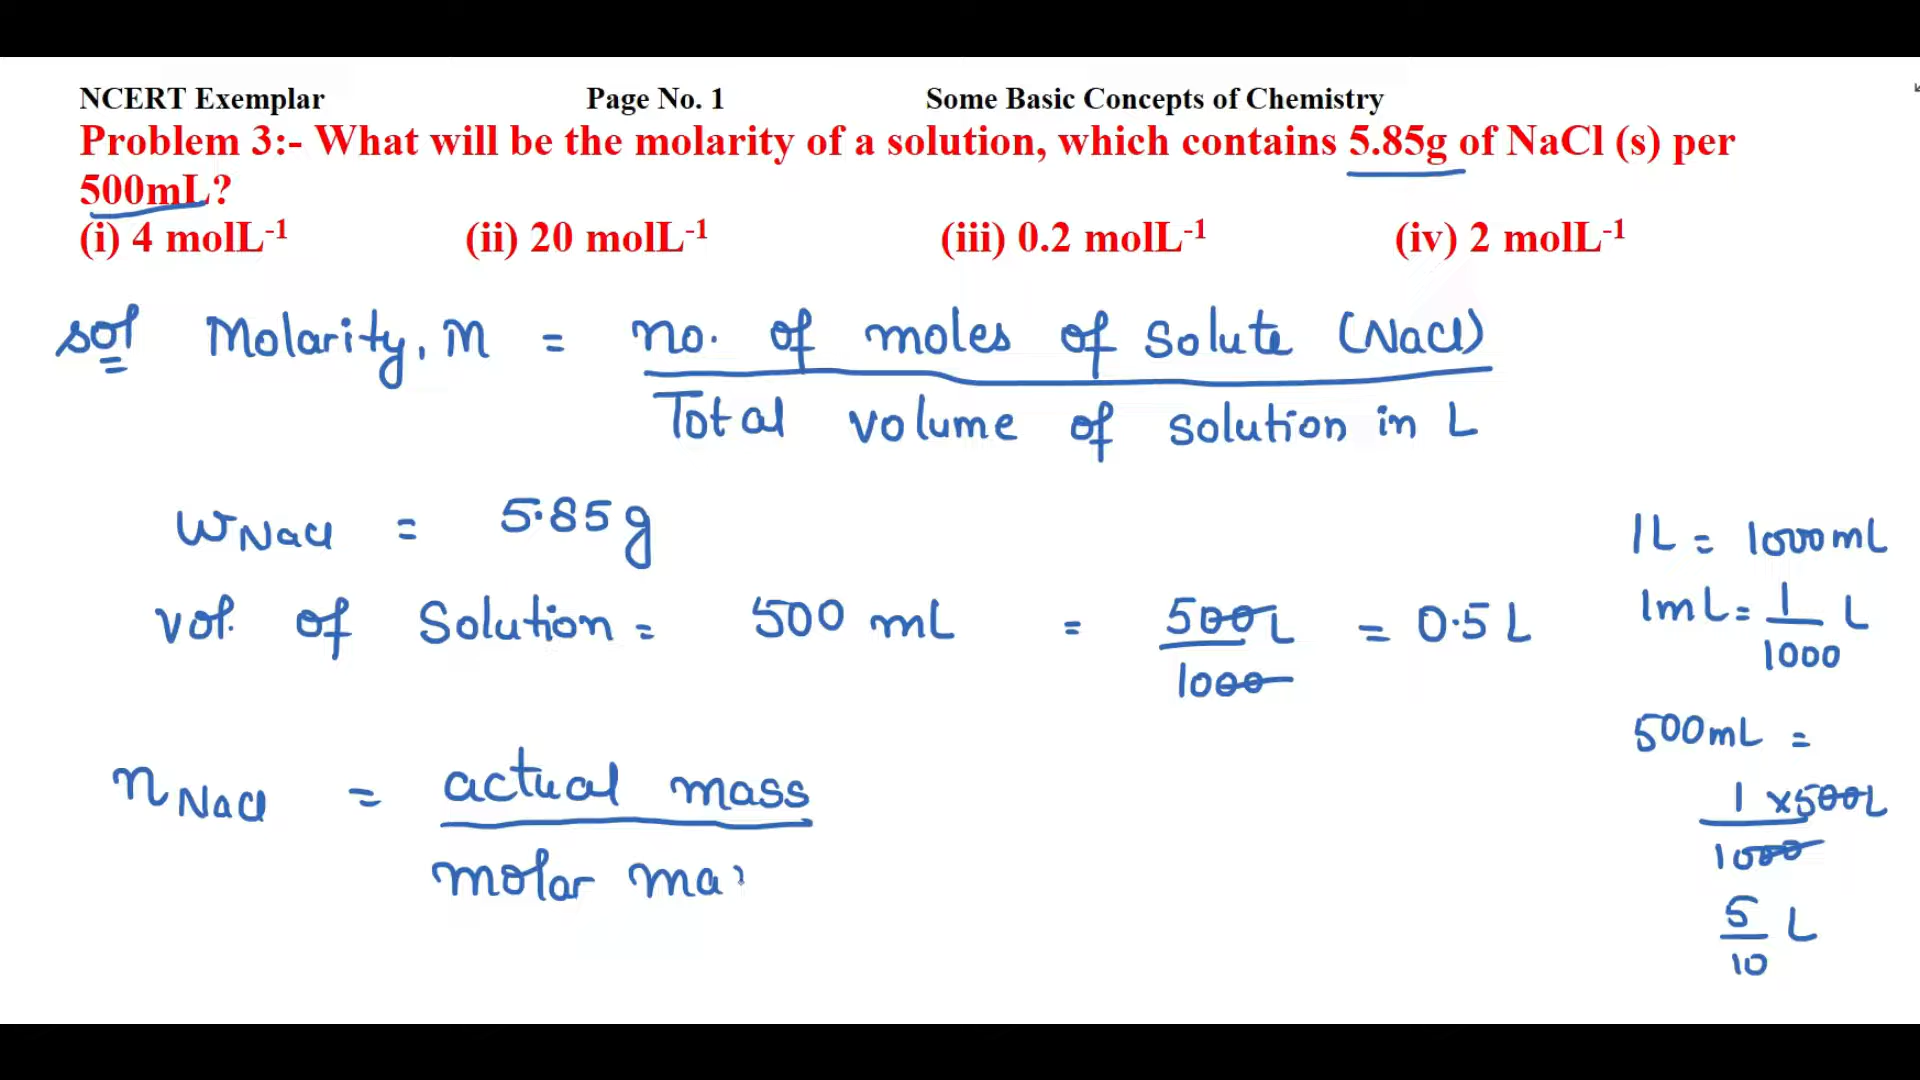 NCERT Exemplar Page No. 1 Some Basic Concepts of Chemistry
Problem 3:- What will be the molarity of a solution, which contains 5.85g of NaCl (s) per
500mL?
(i) 4 molL⁻¹ (ii) 20 molL⁻¹ (iii) 0.2 molL⁻¹ (iv) 2 molL⁻¹
sol Molarity, M = no. of moles of solute (NaCl)
Total volume of solution in L
W NaCl = 5.85g
vol. of solution = 500 mL = 500L = 0.5 L
1000
n NaCl = actual mass
molar ma
1L = 1000mL
1mL = 1 L
1000
500mL =
1 x 500L
1000
5 L
10